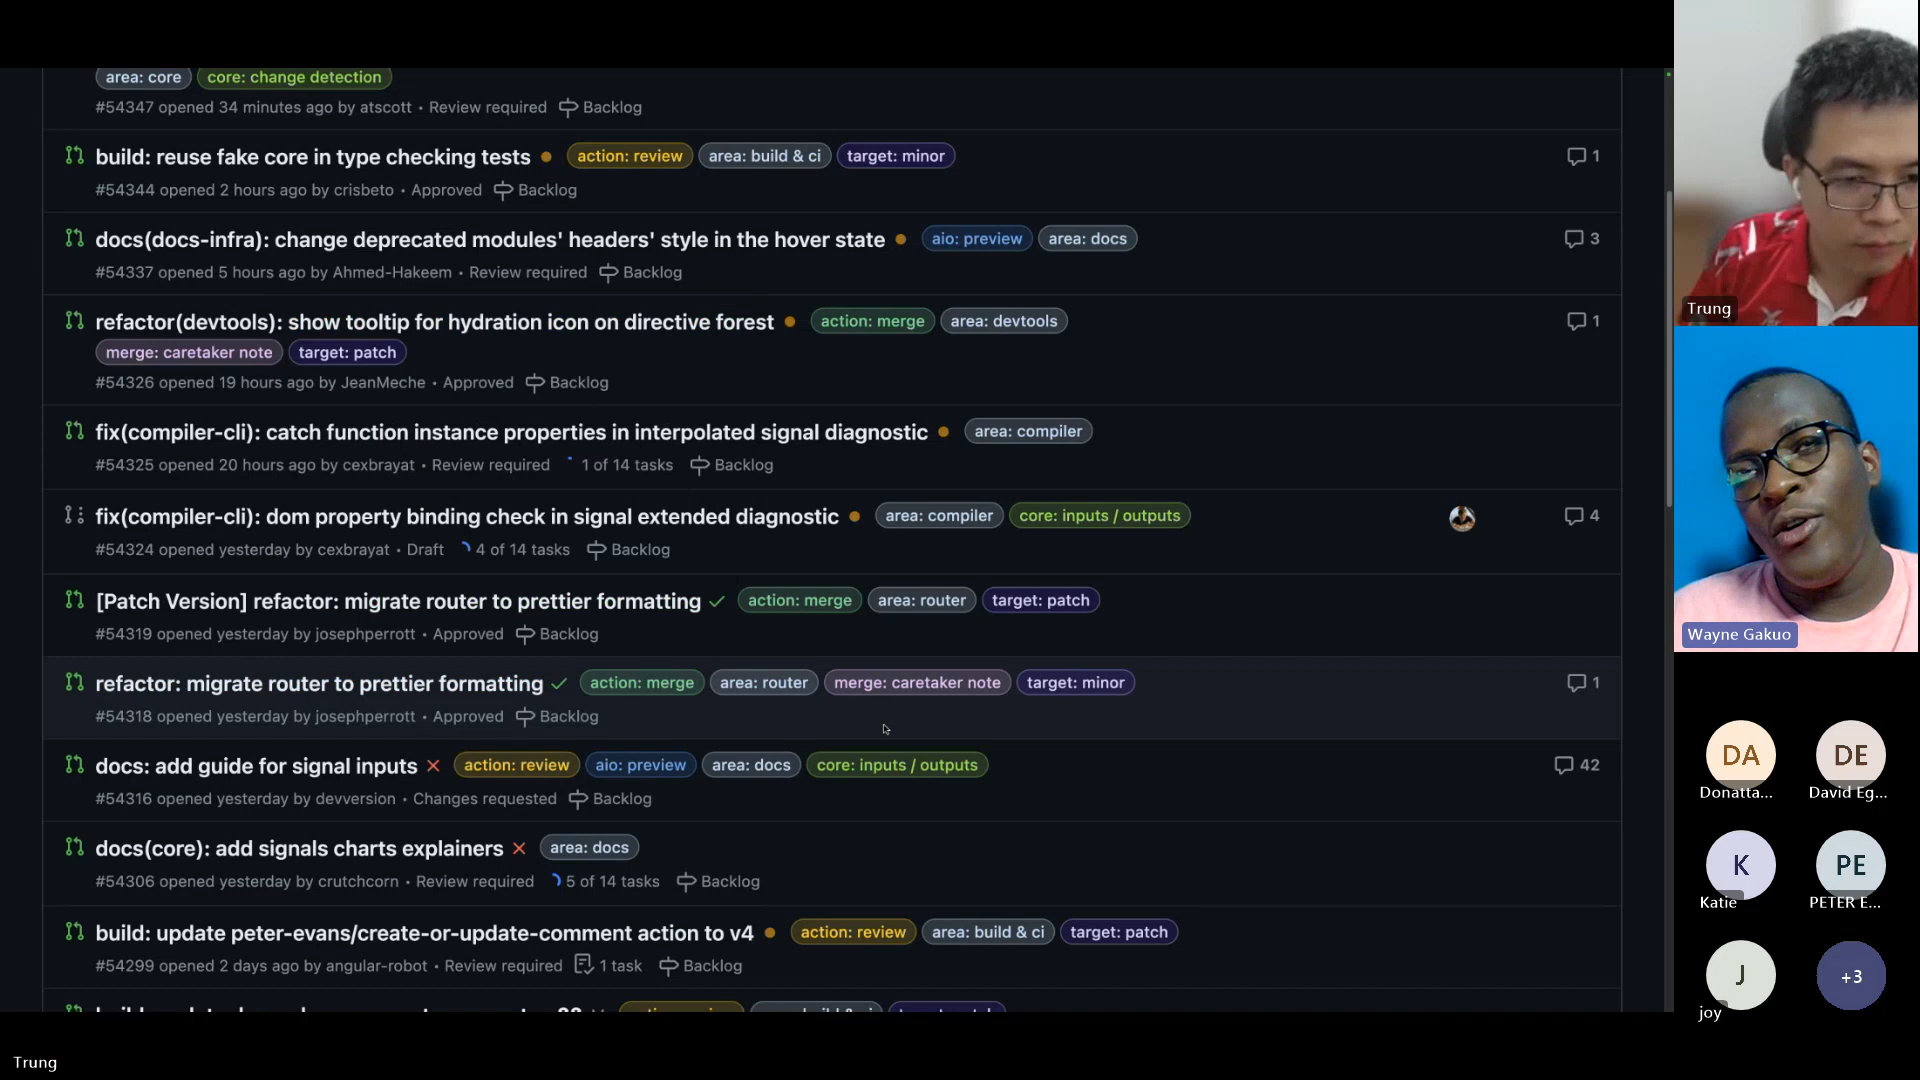 area: core core: change detection
#54347 opened 34 minutes ago by atscott • Review required Backlog
build: reuse fake core in type checking tests action: review area: build & ci target: minor 1
#54344 opened 2 hours ago by crisbeto • Approved Backlog
docs(docs-infra): change deprecated modules' headers' style in the hover state aio: preview area: docs 3
#54337 opened 5 hours ago by Ahmed-Hakeem • Review required Backlog
refactor(devtools): show tooltip for hydration icon on directive forest action: merge area: devtools 1
merge: caretaker note target: patch
#54326 opened 19 hours ago by JeanMeche • Approved Backlog
fix(compiler-cli): catch function instance properties in interpolated signal diagnostic area: compiler
#54325 opened 20 hours ago by cexbrayat • Review required 1 of 14 tasks Backlog
fix(compiler-cli): dom property binding check in signal extended diagnostic area: compiler core: inputs / outputs 4
#54324 opened yesterday by cexbrayat • Draft 4 of 14 tasks Backlog
[Patch Version] refactor: migrate router to prettier formatting action: merge area: router target: patch
#54319 opened yesterday by josephperrott • Approved Backlog
refactor: migrate router to prettier formatting action: merge area: router merge: caretaker note target: minor 1
#54318 opened yesterday by josephperrott • Approved Backlog
docs: add guide for signal inputs action: review aio: preview area: docs core: inputs / outputs 42
#54316 opened yesterday by devversion • Changes requested Backlog
docs(core): add signals charts explainers area: docs
#54306 opened yesterday by crutchcorn • Review required 5 of 14 tasks Backlog
build: update peter-evans/create-or-update-comment action to v4 action: review area: build & ci target: patch
#54299 opened 2 days ago by angular-robot • Review required 1 task Backlog
Trung
Wayne Gakuo
DA DE
Donatta... David Eg...
K PE
Katie PETER E...
J +3
joy
Trung